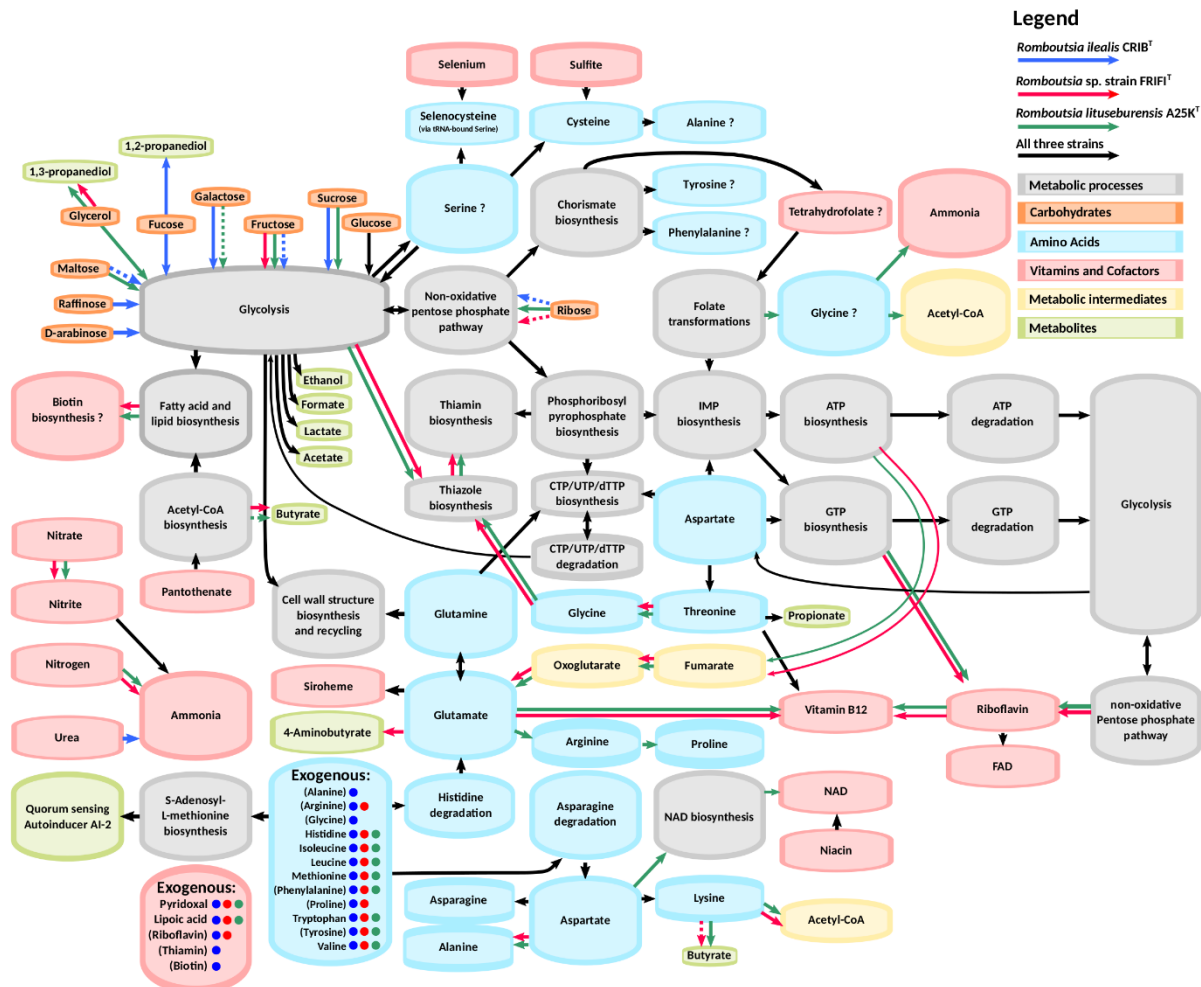 Legend
Romboutsia ilealis CRIBᵀ
Romboutsia sp. strain FRIFIᵀ
Romboutsia lituseburensis A25Kᵀ
All three strains
Metabolic processes
Carbohydrates
Amino Acids
Vitamins and Cofactors
Metabolic intermediates
Metabolites
Selenium
Sulfite
Selenocysteine
(via tRNA-bound Serine)
Cysteine
Alanine ?
1,2-propanediol
1,3-propanediol
Galactose
Sucrose
Glycerol
Fucose
Fructose
Glucose
Serine ?
Chorismate
biosynthesis
Tyrosine ?
Phenylalanine ?
Tetrahydrofolate ?
Ammonia
Maltose
Raffinose
D-arabinose
Glycolysis
Non-oxidative
pentose phosphate
pathway
Ribose
Folate
transformations
Glycine ?
Acetyl-CoA
Biotin
biosynthesis ?
Fatty acid and
lipid biosynthesis
Ethanol
Formate
Lactate
Acetate
Thiamin
biosynthesis
Phosphoribosyl
pyrophosphate
biosynthesis
IMP
biosynthesis
ATP
biosynthesis
ATP
degradation
Glycolysis
Acetyl-CoA
biosynthesis
Butyrate
Thiazole
biosynthesis
CTP/UTP/dTTP
biosynthesis
Aspartate
GTP
biosynthesis
GTP
degradation
Nitrate
Nitrite
Pantothenate
CTP/UTP/dTTP
degradation
Cell wall structure
biosynthesis
and recycling
Glutamine
Glycine
Threonine
Propionate
Nitrogen
Urea
Ammonia
Siroheme
4-Aminobutyrate
Glutamate
Oxoglutarate
Fumarate
Vitamin B12
Riboflavin
non-oxidative
Pentose phosphate
pathway
Arginine
Proline
FAD
Quorum sensing
Autoinducer AI-2
S-Adenosyl-
L-methionine
biosynthesis
Exogenous:
(Alanine)
(Arginine)
(Glycine)
Histidine
Isoleucine
Leucine
Methionine
(Phenylalanine)
(Proline)
Tryptophan
(Tyrosine)
Valine
Histidine
degradation
Asparagine
degradation
NAD biosynthesis
NAD
Niacin
Exogenous:
Pyridoxal
Lipoic acid
(Riboflavin)
(Thiamin)
(Biotin)
Asparagine
Alanine
Aspartate
Lysine
Acetyl-CoA
Butyrate